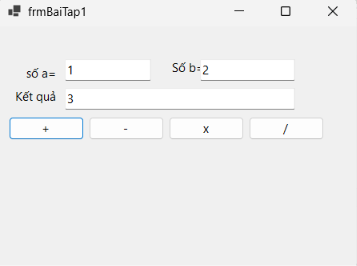 frmBaiTap1
số a= 1 Số b= 2
Kết quả 3
+ - x /